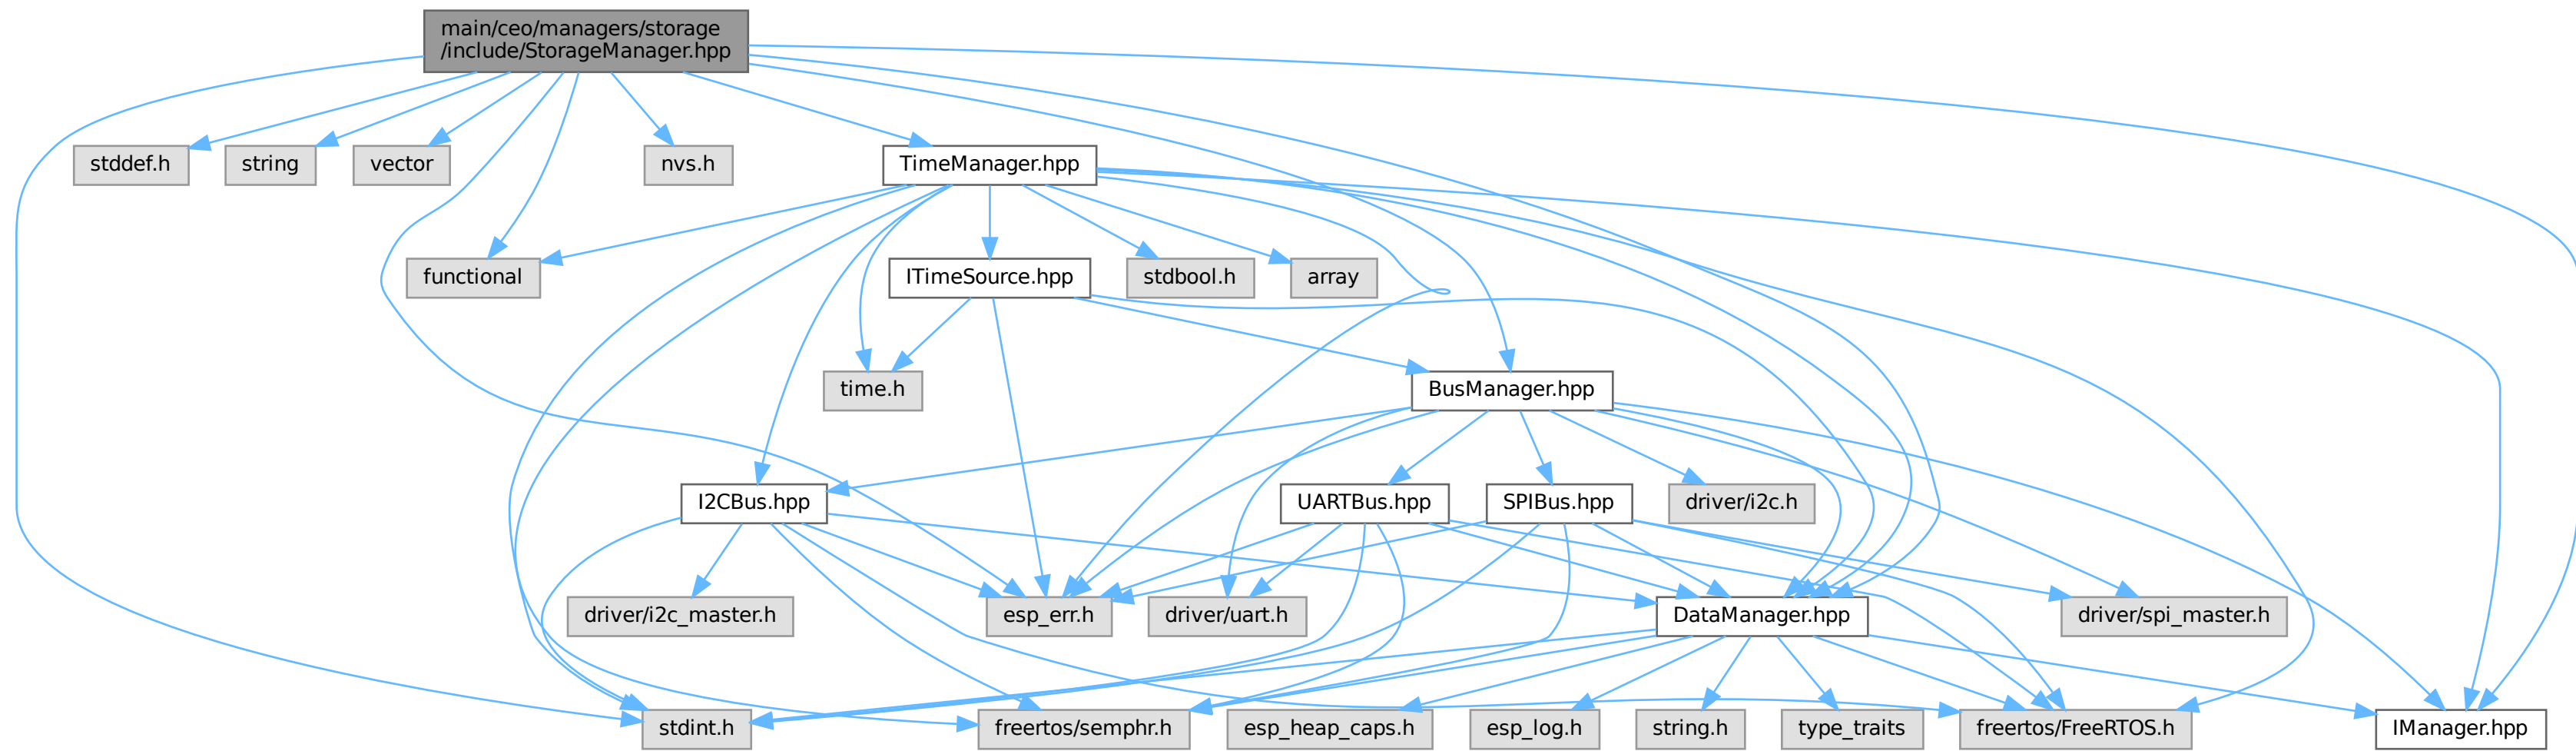 main/ceo/managers/storage
/include/StorageManager.hpp
stddef.h
string
vector
nvs.h
TimeManager.hpp
functional
ITimeSource.hpp
stdbool.h
array
time.h
BusManager.hpp
I2CBus.hpp
UARTBus.hpp
SPIBus.hpp
driver/i2c.h
driver/i2c_master.h
esp_err.h
driver/uart.h
DataManager.hpp
driver/spi_master.h
stdint.h
freertos/semphr.h
esp_heap_caps.h
esp_log.h
string.h
type_traits
freertos/FreeRTOS.h
IManager.hpp